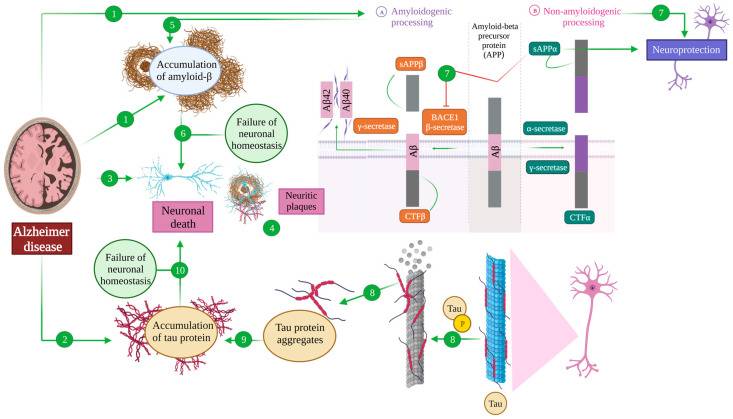 1
A Amyloidogenic
processing
B Non-amyloidogenic
processing
7
5
Amyloid-beta
precursor
protein
(APP)
sAPPα
Neuroprotection
Accumulation
of amyloid-β
sAPPβ
7
Aβ42
Aβ40
BACE1
β-secretase
1
γ-secretase
α-secretase
6
Failure of
neuronal
homeostasis
Aβ
Aβ
γ-secretase
3
Neuritic
plaques
Neuronal
death
CTFβ
CTFα
4
Alzheimer
disease
Failure of
neuronal
homeostasis
10
8
Tau
P
2
Accumulation
of tau protein
9
Tau protein
aggregates
8
Tau